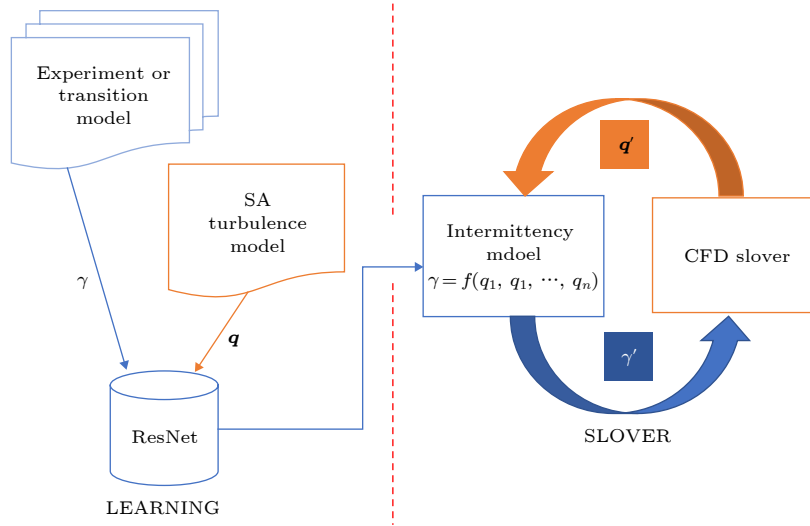 Experiment or
transition
model
SA
turbulence
model
γ
q
ResNet
LEARNING
q′
Intermittency
mdoel
γ = f(q₁, q₁, ⋯, qₙ)
CFD slover
γ′
SLOVER